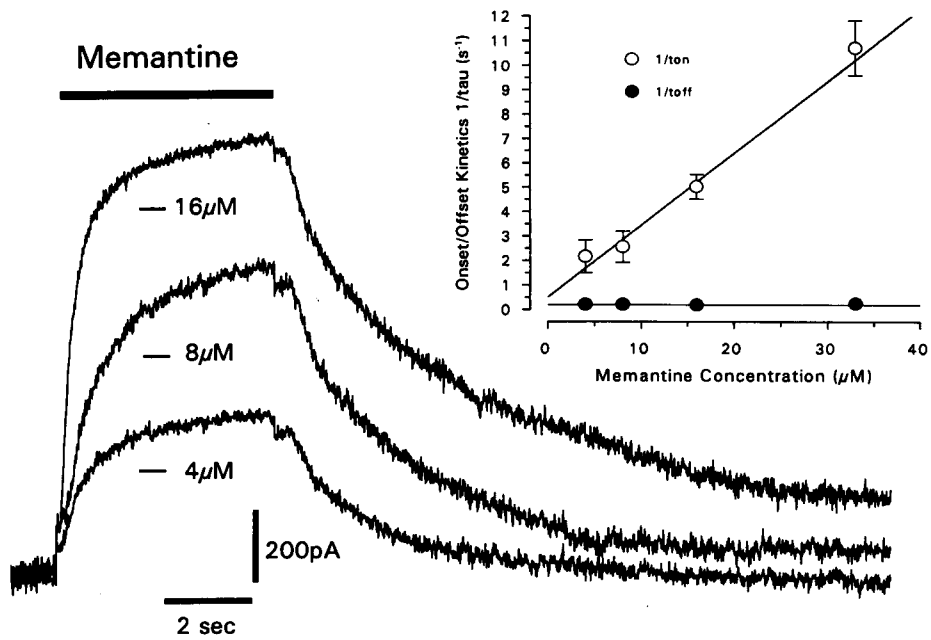 Memantine
16μM
8μM
4μM
200pA
2 sec
Onset/Offset Kinetics 1/tau (s⁻¹)
12
11
10
9
8
7
6
5
4
3
2
1
0
1/ton
1/toff
0 10 20 30 40
Memantine Concentration (μM)